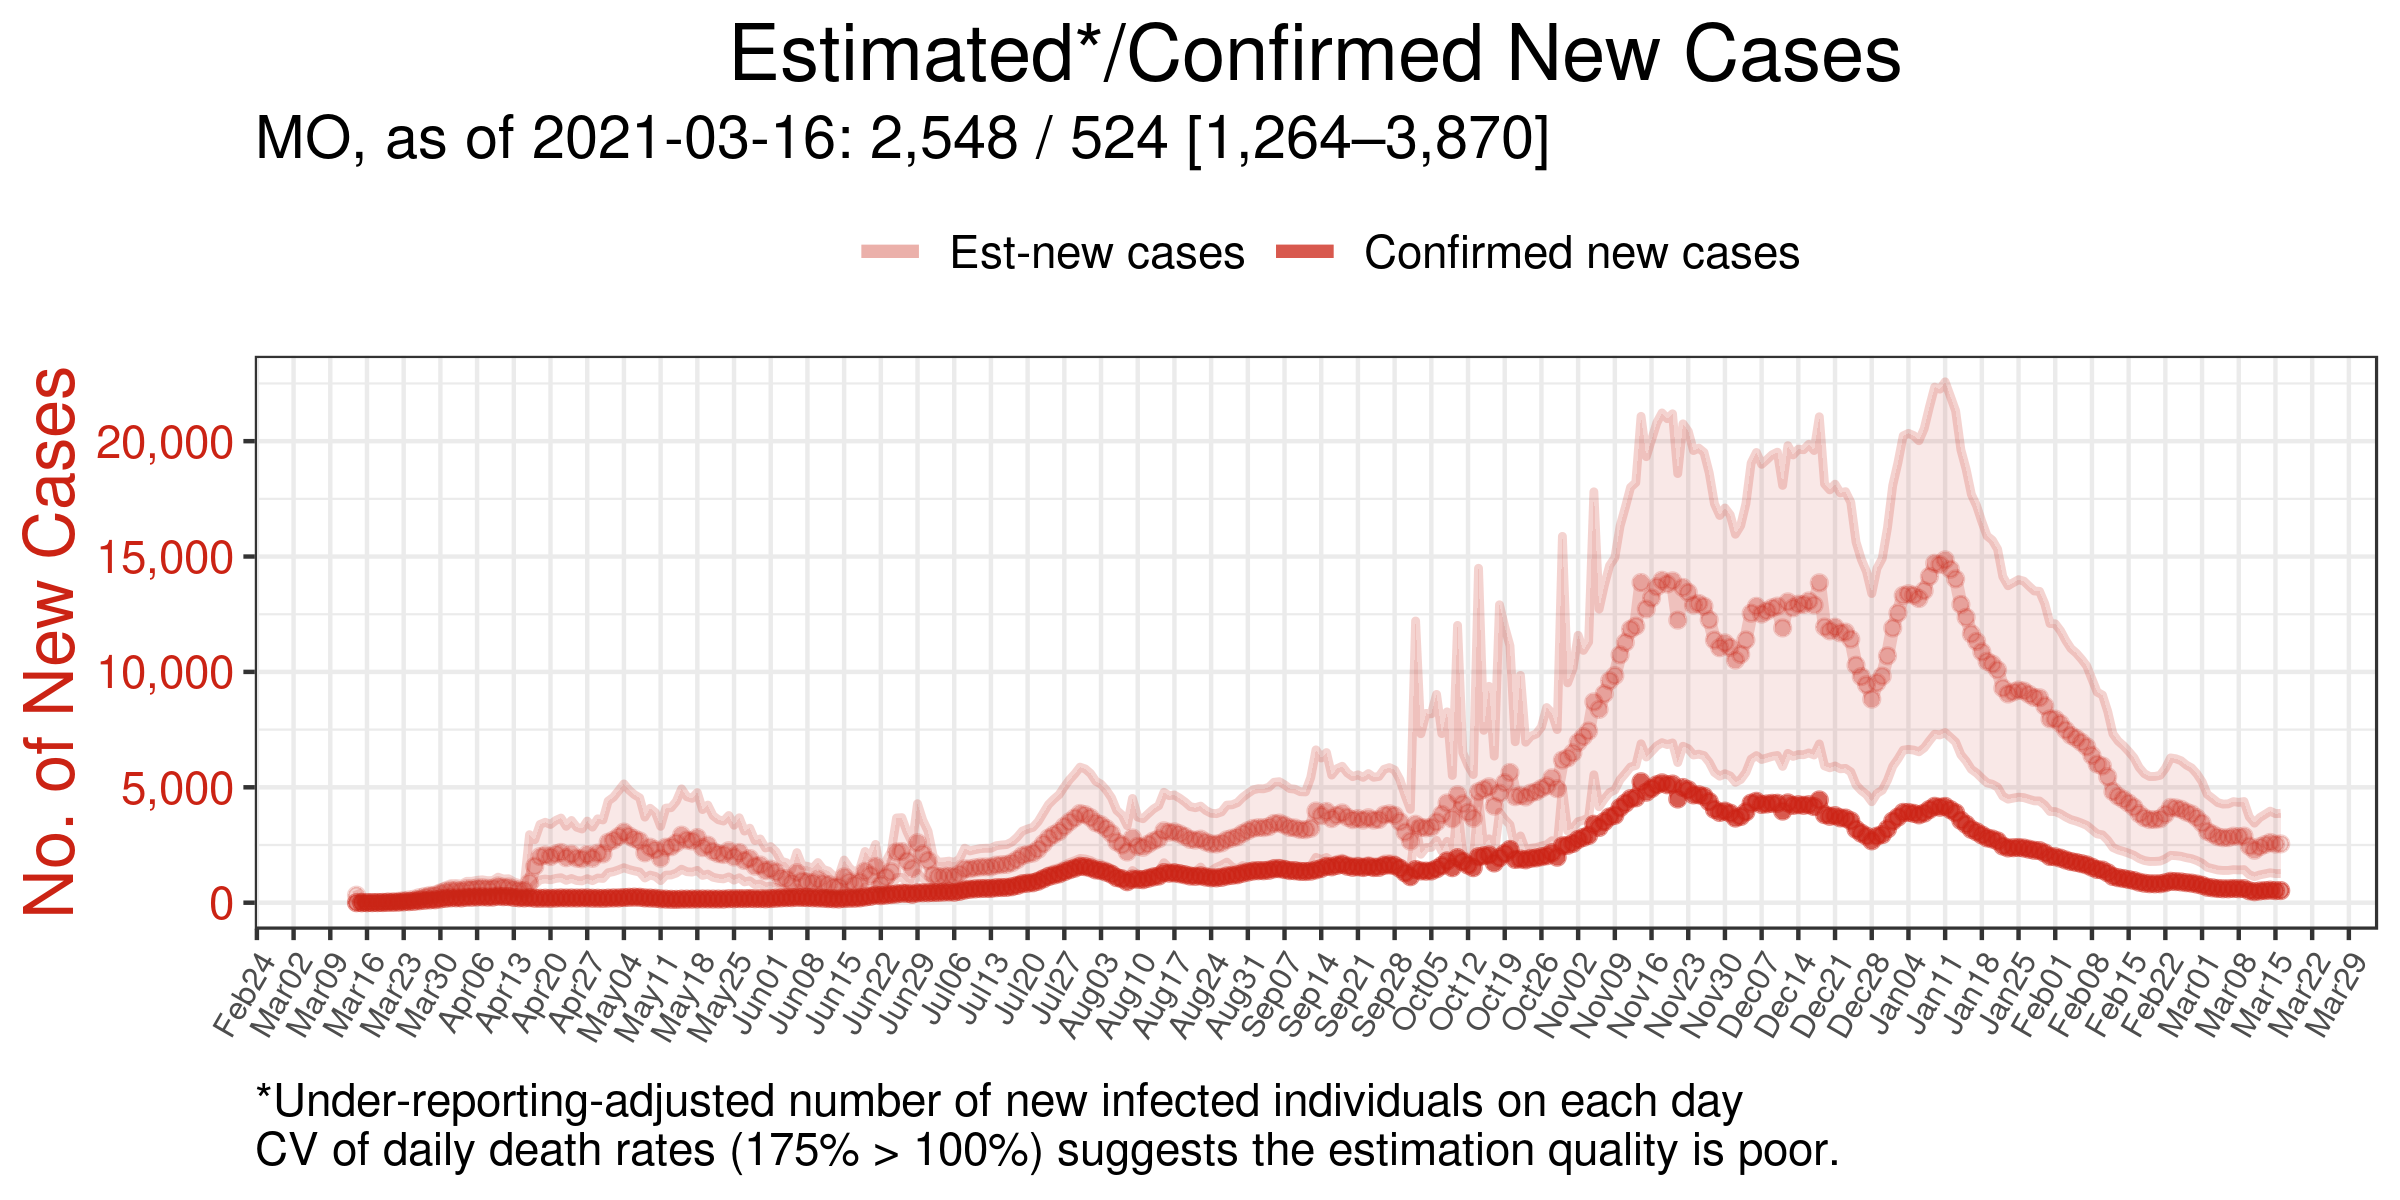 Estimated*/Confirmed New Cases
MO, as of 2021-03-16: 2,548 / 524 [1,264–3,870]
Est-new cases
Confirmed new cases
No. of New Cases
20,000
15,000
10,000
5,000
0
Feb24
Mar02
Mar09
Mar16
Mar23
Mar30
Apr06
Apr13
Apr20
Apr27
May04
May11
May18
May25
Jun01
Jun08
Jun15
Jun22
Jun29
Jul06
Jul13
Jul20
Jul27
Aug03
Aug10
Aug17
Aug24
Aug31
Sep07
Sep14
Sep21
Sep28
Oct05
Oct12
Oct19
Oct26
Nov02
Nov09
Nov16
Nov23
Nov30
Dec07
Dec14
Dec21
Dec28
Jan04
Jan11
Jan18
Jan25
Feb01
Feb08
Feb15
Feb22
Mar01
Mar08
Mar15
Mar22
Mar29
*Under-reporting-adjusted number of new infected individuals on each day
CV of daily death rates (175% > 100%) suggests the estimation quality is poor.